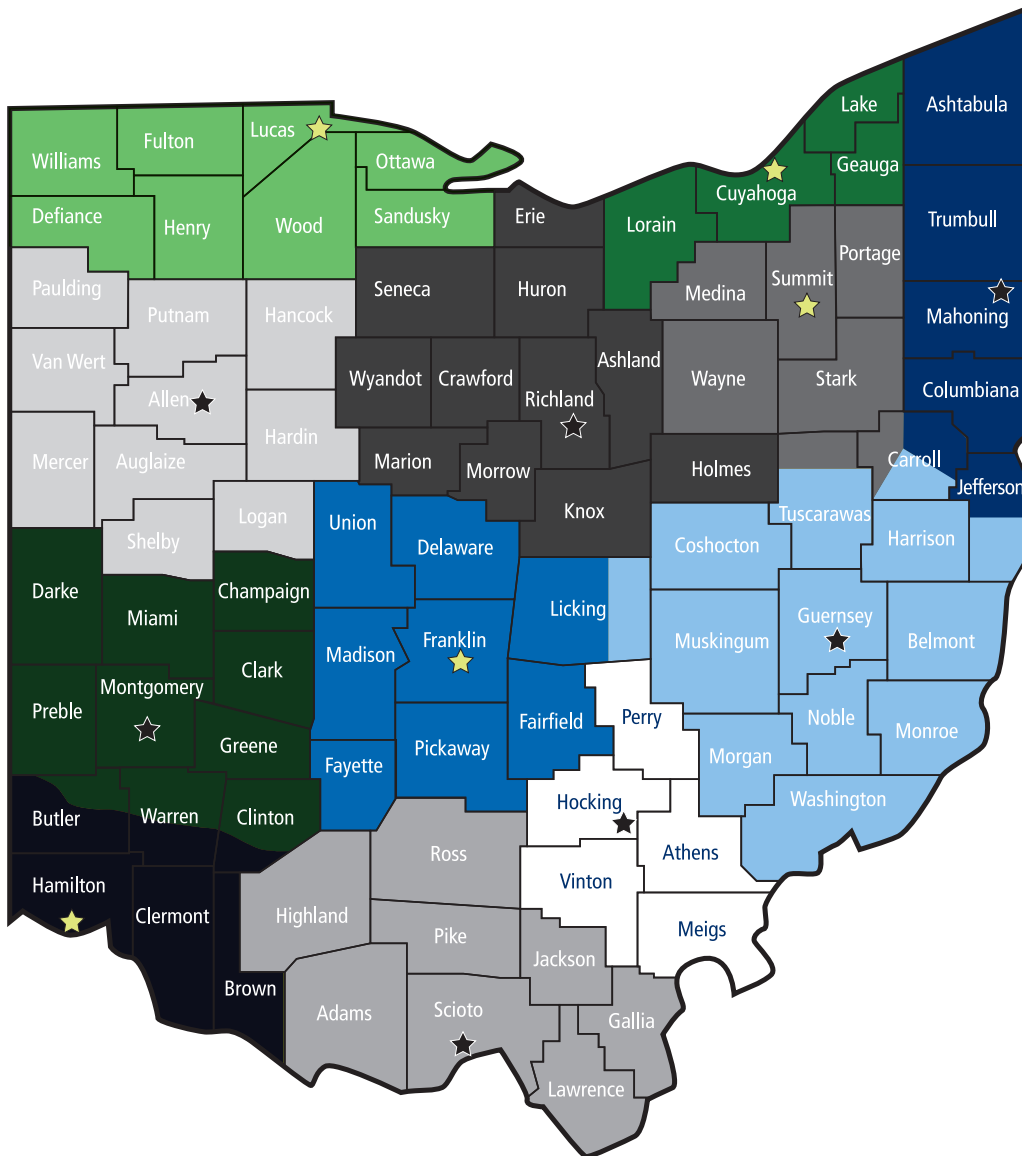 Lake
Ashtabula
Lucas
Fulton
Williams
Ottawa
Geauga
Cuyahoga
Defiance
Henry
Wood
Sandusky
Erie
Lorain
Trumbull
Portage
Paulding
Seneca
Huron
Medina
Summit
Putnam
Hancock
Mahoning
Van Wert
Ashland
Wyandot
Crawford
Wayne
Stark
Allen
Richland
Columbiana
Hardin
Mercer
Auglaize
Marion
Morrow
Holmes
Carroll
Jefferson
Knox
Logan
Union
Tuscarawas
Shelby
Delaware
Coshocton
Harrison
Darke
Champaign
Miami
Licking
Guernsey
Franklin
Muskingum
Belmont
Madison
Clark
Montgomery
Preble
Fairfield
Perry
Noble
Monroe
Greene
Pickaway
Morgan
Fayette
Hocking
Washington
Butler
Warren
Clinton
Ross
Athens
Hamilton
Vinton
Clermont
Highland
Pike
Meigs
Jackson
Brown
Adams
Scioto
Gallia
Lawrence